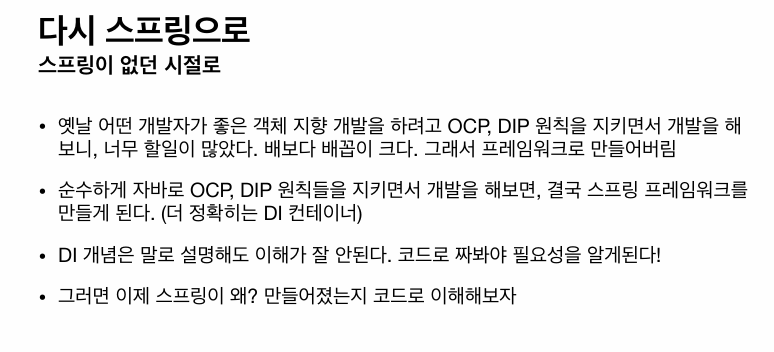 다시 스프링으로
스프링이 없던 시절로
• 옛날 어떤 개발자가 좋은 객체 지향 개발을 하려고 OCP, DIP 원칙을 지키면서 개발을 해
보니, 너무 할일이 많았다. 배보다 배꼽이 크다. 그래서 프레임워크로 만들어버림
• 순수하게 자바로 OCP, DIP 원칙들을 지키면서 개발을 해보면, 결국 스프링 프레임워크를
만들게 된다. (더 정확히는 DI 컨테이너)
• DI 개념은 말로 설명해도 이해가 잘 안된다. 코드로 짜봐야 필요성을 알게된다!
• 그러면 이제 스프링이 왜? 만들어졌는지 코드로 이해해보자